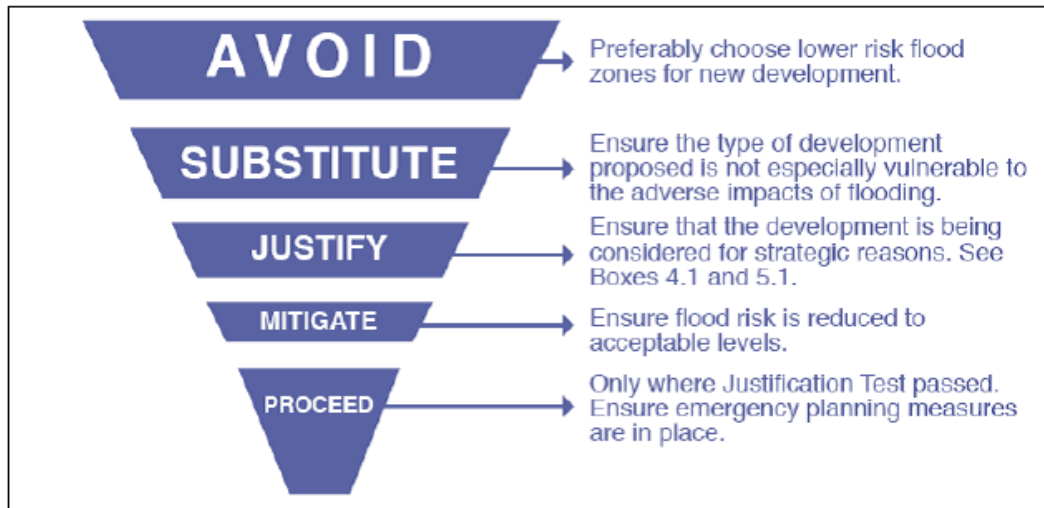 AVOID
Preferably choose lower risk flood
zones for new development.
SUBSTITUTE
Ensure the type of development
proposed is not especially vulnerable to
the adverse impacts of flooding.
JUSTIFY
Ensure that the development is being
considered for strategic reasons. See
Boxes 4.1 and 5.1.
MITIGATE
Ensure flood risk is reduced to
acceptable levels.
PROCEED
Only where Justification Test passed.
Ensure emergency planning measures
are in place.